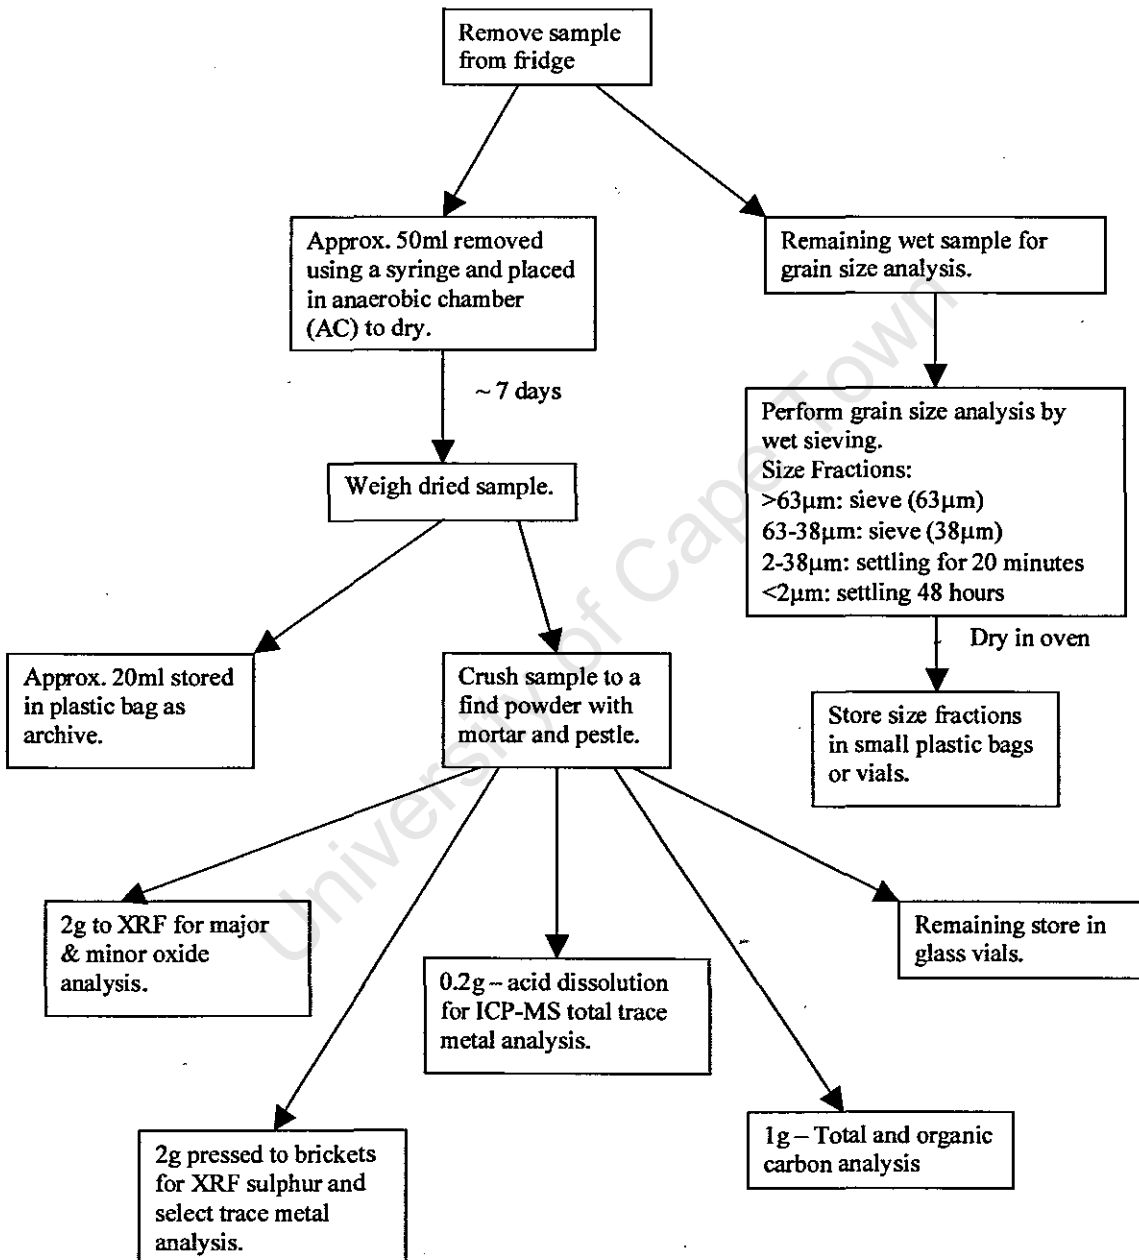 Remove sample
from fridge
Approx. 50ml removed
using a syringe and placed
in anaerobic chamber
(AC) to dry.
Remaining wet sample for
grain size analysis.
~ 7 days
Perform grain size analysis by
wet sieving.
Size Fractions:
>63µm: sieve (63µm)
63-38µm: sieve (38µm)
2-38µm: settling for 20 minutes
<2µm: settling 48 hours
Weigh dried sample.
Dry in oven
Approx. 20ml stored
in plastic bag as
archive.
Crush sample to a
find powder with
mortar and pestle.
Store size fractions
in small plastic bags
or vials.
2g to XRF for major
& minor oxide
analysis.
0.2g – acid dissolution
for ICP-MS total trace
metal analysis.
Remaining store in
glass vials.
2g pressed to brickets
for XRF sulphur and
select trace metal
analysis.
1g – Total and organic
carbon analysis
University of Cape Town